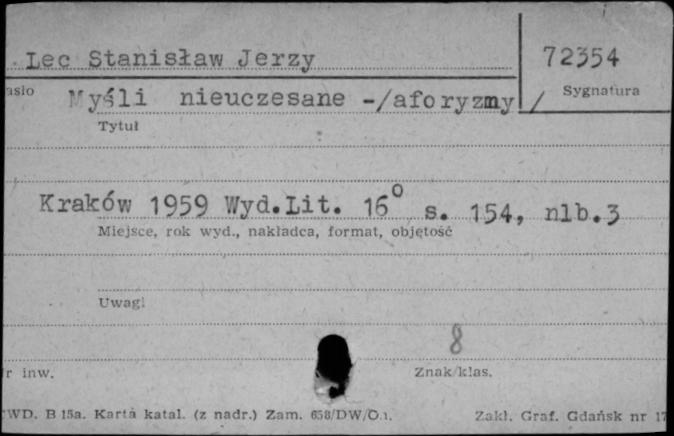 Lec Stanisław Jerzy 72354
asło Sygnatura
Myśli nieuczesane -/aforyzmy/
Tytuł
Kraków 1959 Wyd.Lit. 16° s. 154, nlb.3
Miejsce, rok wyd., nakładca, format, objętość
Uwagi
8
r inw. Znak klas.
WD. B 15a. Karta katal. (z nadr.) Zam. 658/DW/O.1. Zakł. Graf. Gdańsk nr 17